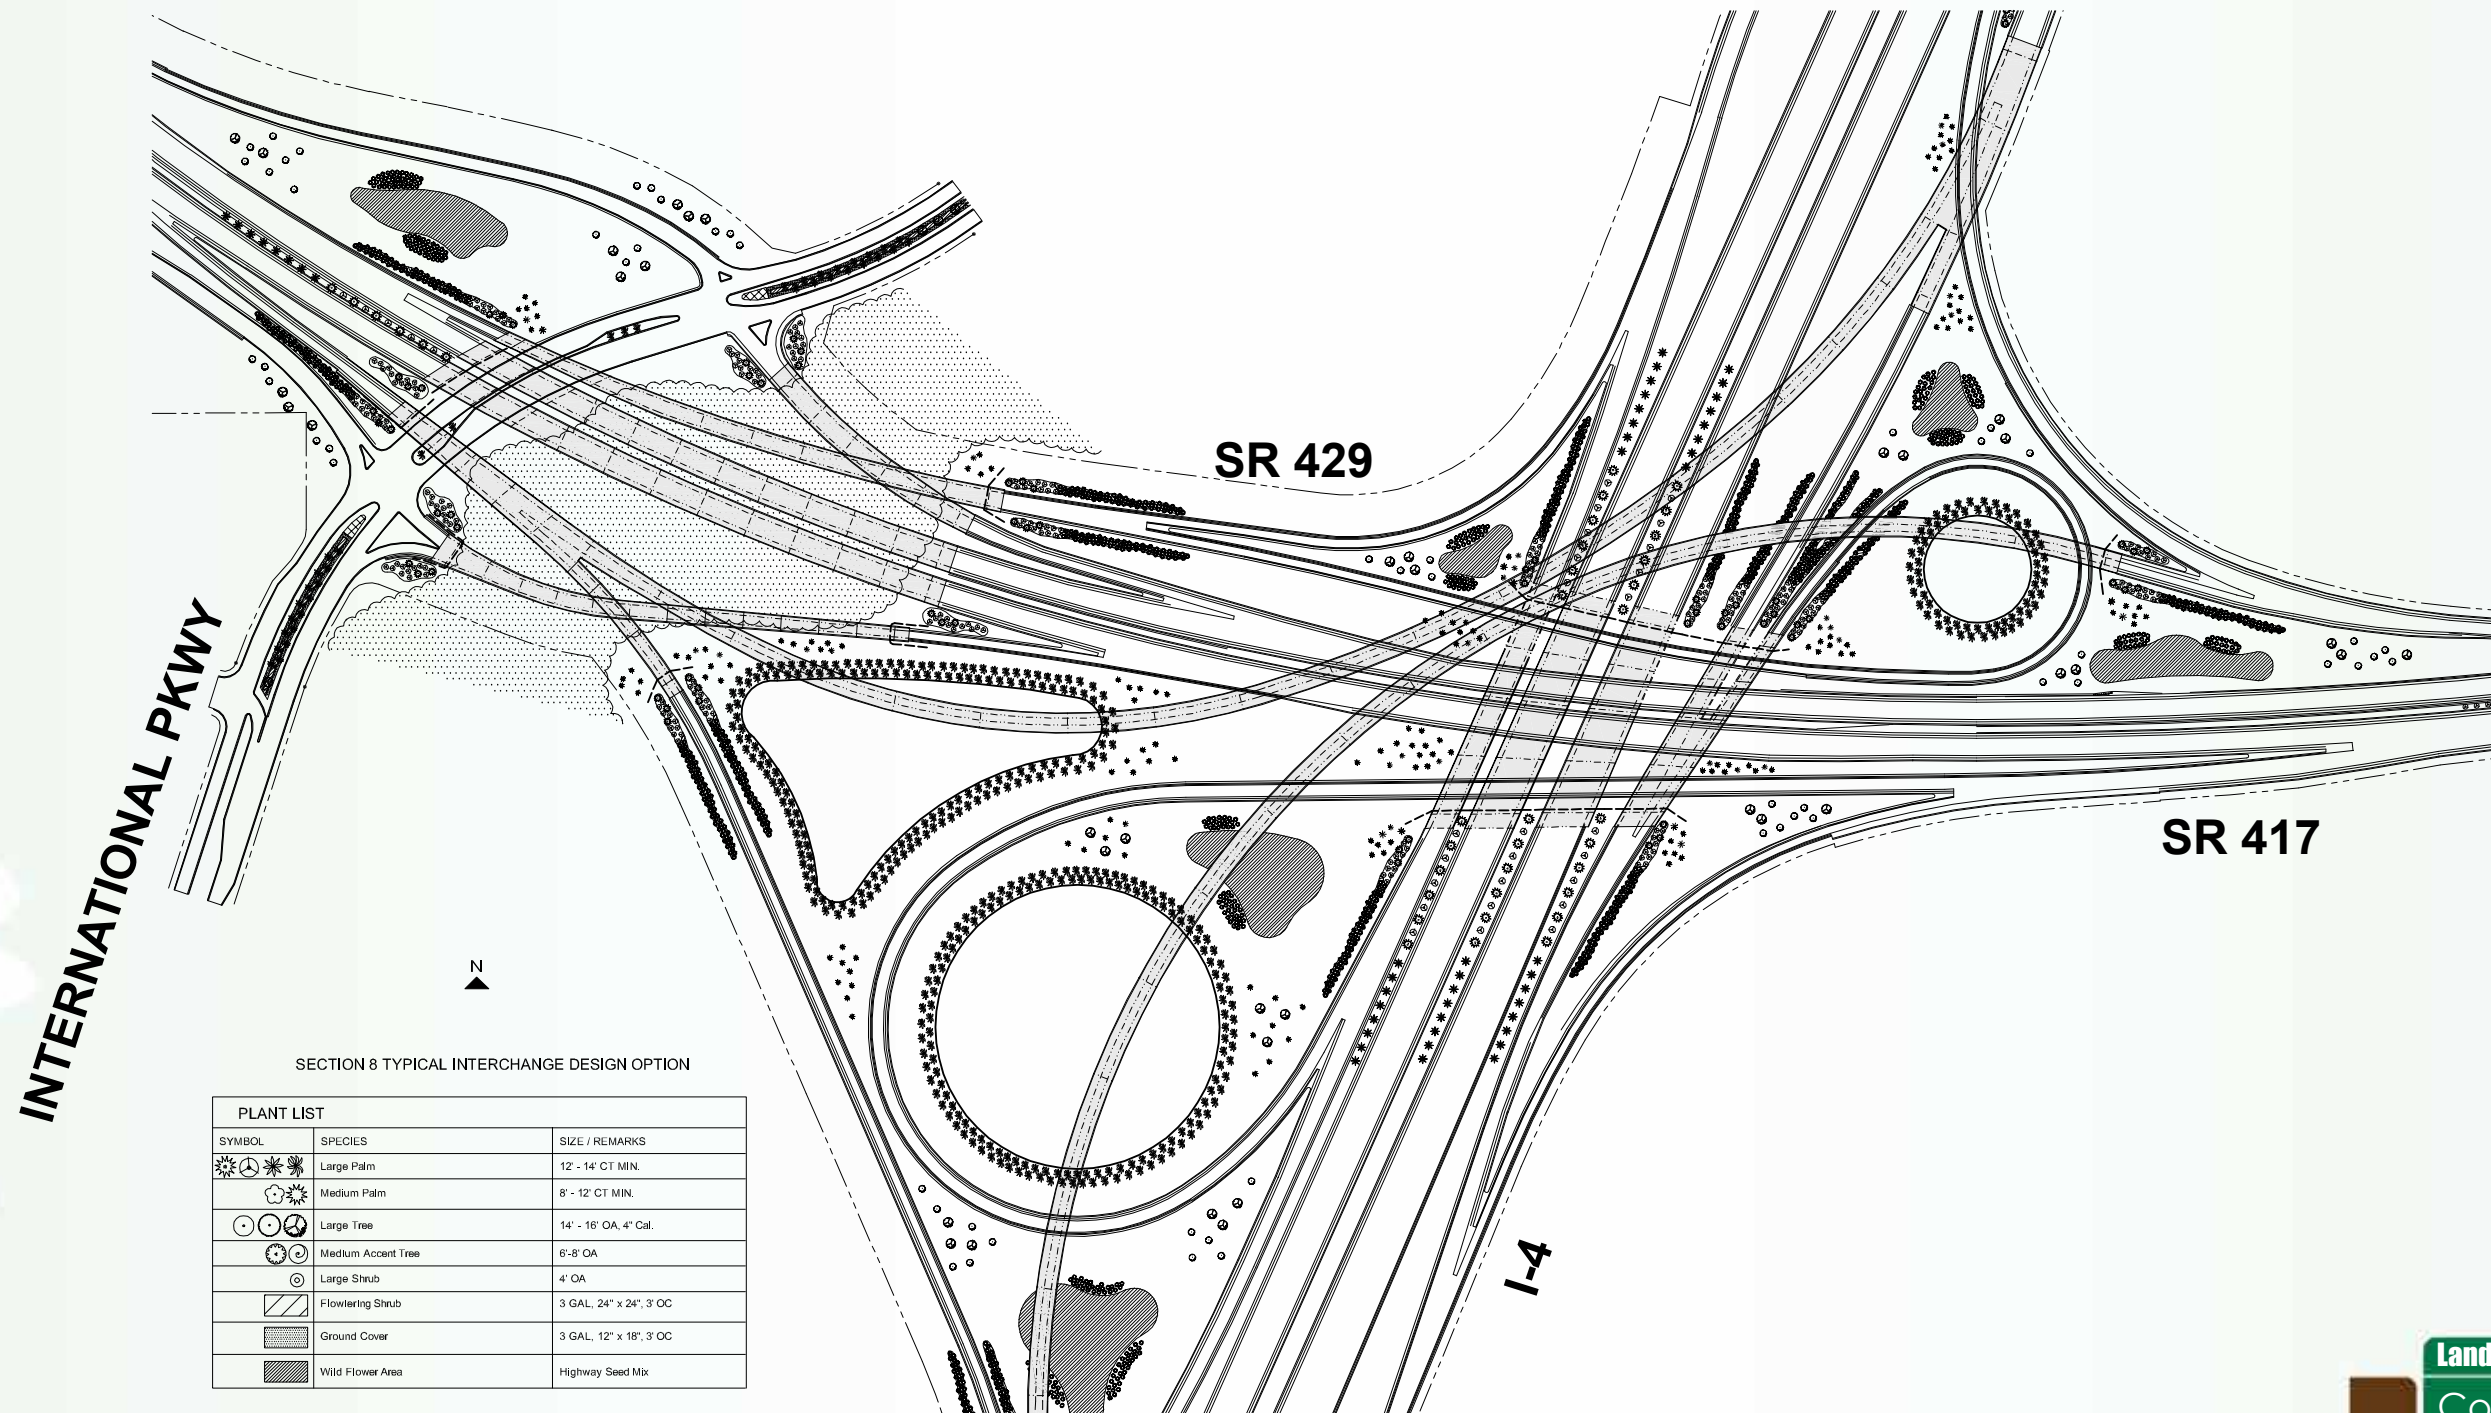 SR 429
SR 417
INTERNATIONAL PKWY
I-4
N
SECTION 8 TYPICAL INTERCHANGE DESIGN OPTION
PLANT LIST
SYMBOL SPECIES SIZE / REMARKS
Large Palm 12' - 14' CT MIN.
Medium Palm 8' - 12' CT MIN.
Large Tree 14' - 16' OA, 4" Cal.
Medium Accent Tree 6'-8' OA
Large Shrub 4' OA
Flowering Shrub 3 GAL, 24" x 24", 3' OC
Ground Cover 3 GAL, 12" x 18", 3' OC
Wild Flower Area Highway Seed Mix
Land
Co